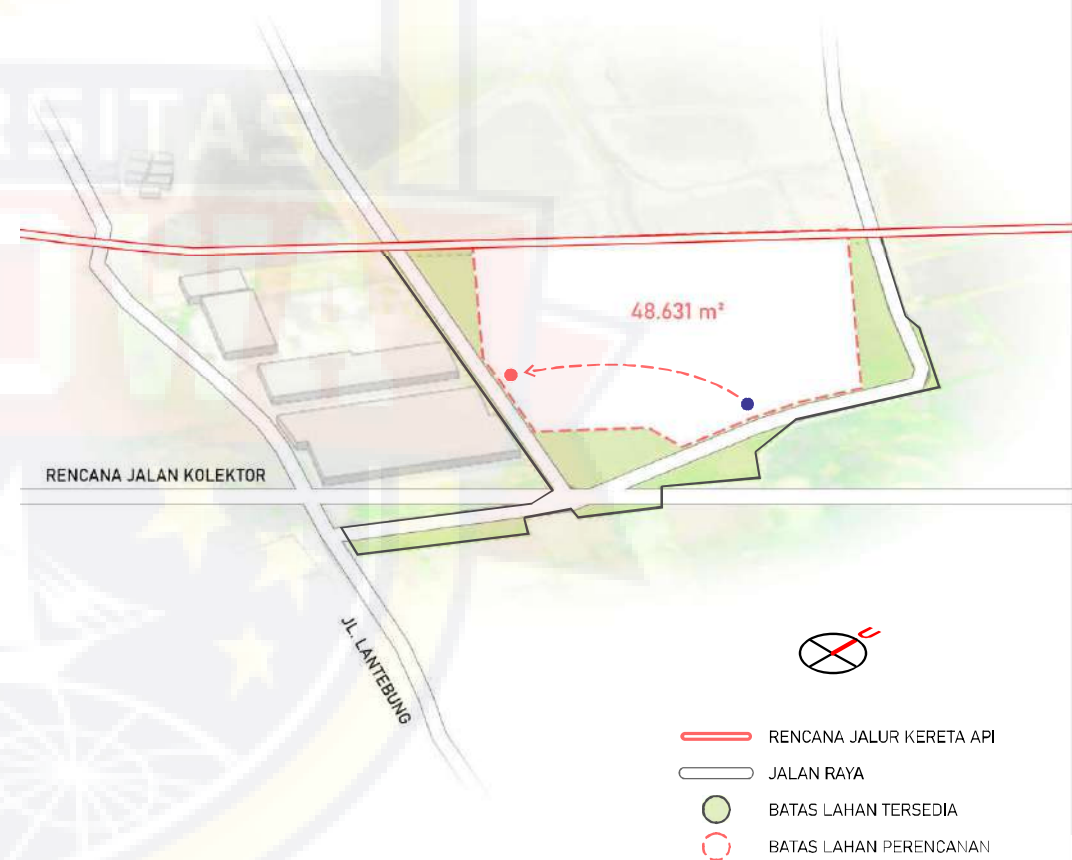 RSITAS
48.631 m²
RENCANA JALAN KOLEKTOR
JL. LANTEBUNG
U
RENCANA JALUR KERETA API
JALAN RAYA
BATAS LAHAN TERSEDIA
BATAS LAHAN PERENCANAN